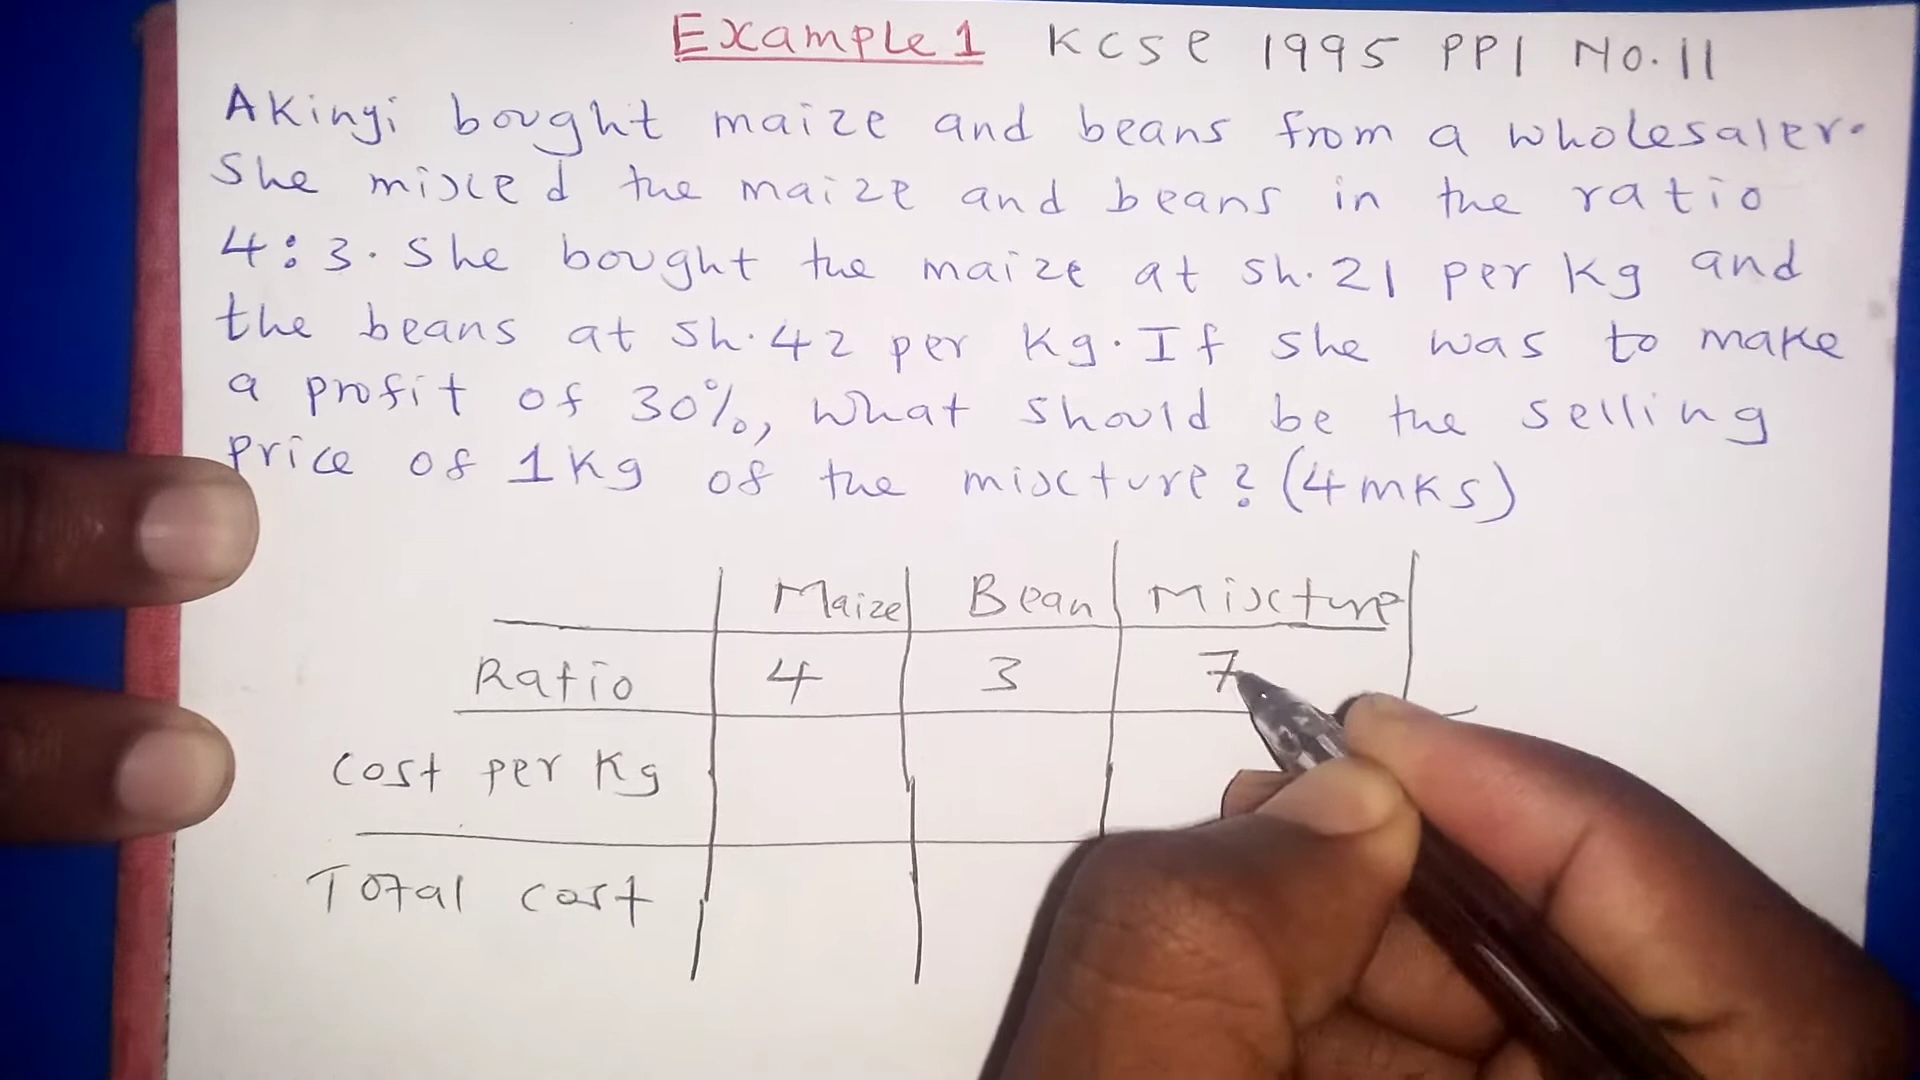 Example 1 KCSE 1995 PP1 No. 11
Akinyi bought maize and beans from a wholesaler.
She mixed the maize and beans in the ratio
4:3. She bought the maize at sh. 21 per Kg and
the beans at sh. 42 per Kg. If she was to make
a profit of 30%, what should be the selling
price of 1Kg of the mixture? (4mks)
Maize Bean Mixture
Ratio 4 3 7
Cost per Kg
Total cost